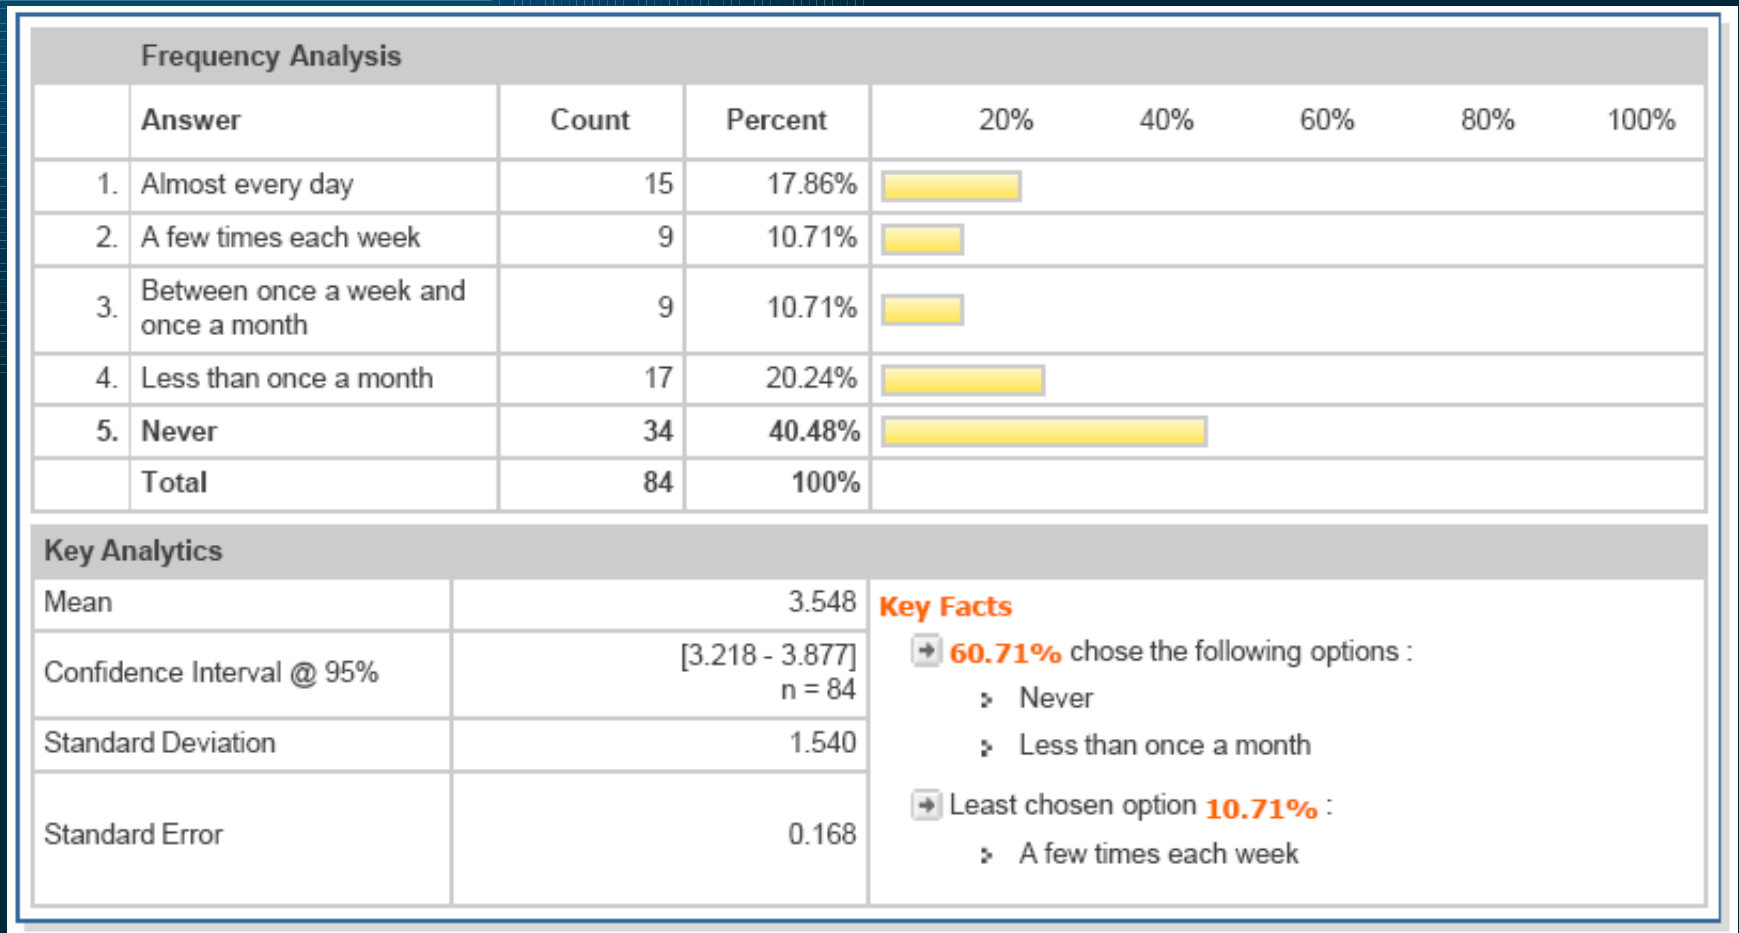 Frequency Analysis
Answer Count Percent 20% 40% 60% 80% 100%
1. Almost every day 15 17.86%
2. A few times each week 9 10.71%
3. Between once a week and
once a month 9 10.71%
4. Less than once a month 17 20.24%
5. Never 34 40.48%
Total 84 100%
Key Analytics
Mean 3.548
Confidence Interval @ 95% [3.218 - 3.877]
n = 84
Standard Deviation 1.540
Standard Error 0.168
Key Facts
60.71% chose the following options :
Never
Less than once a month
Least chosen option 10.71% :
A few times each week